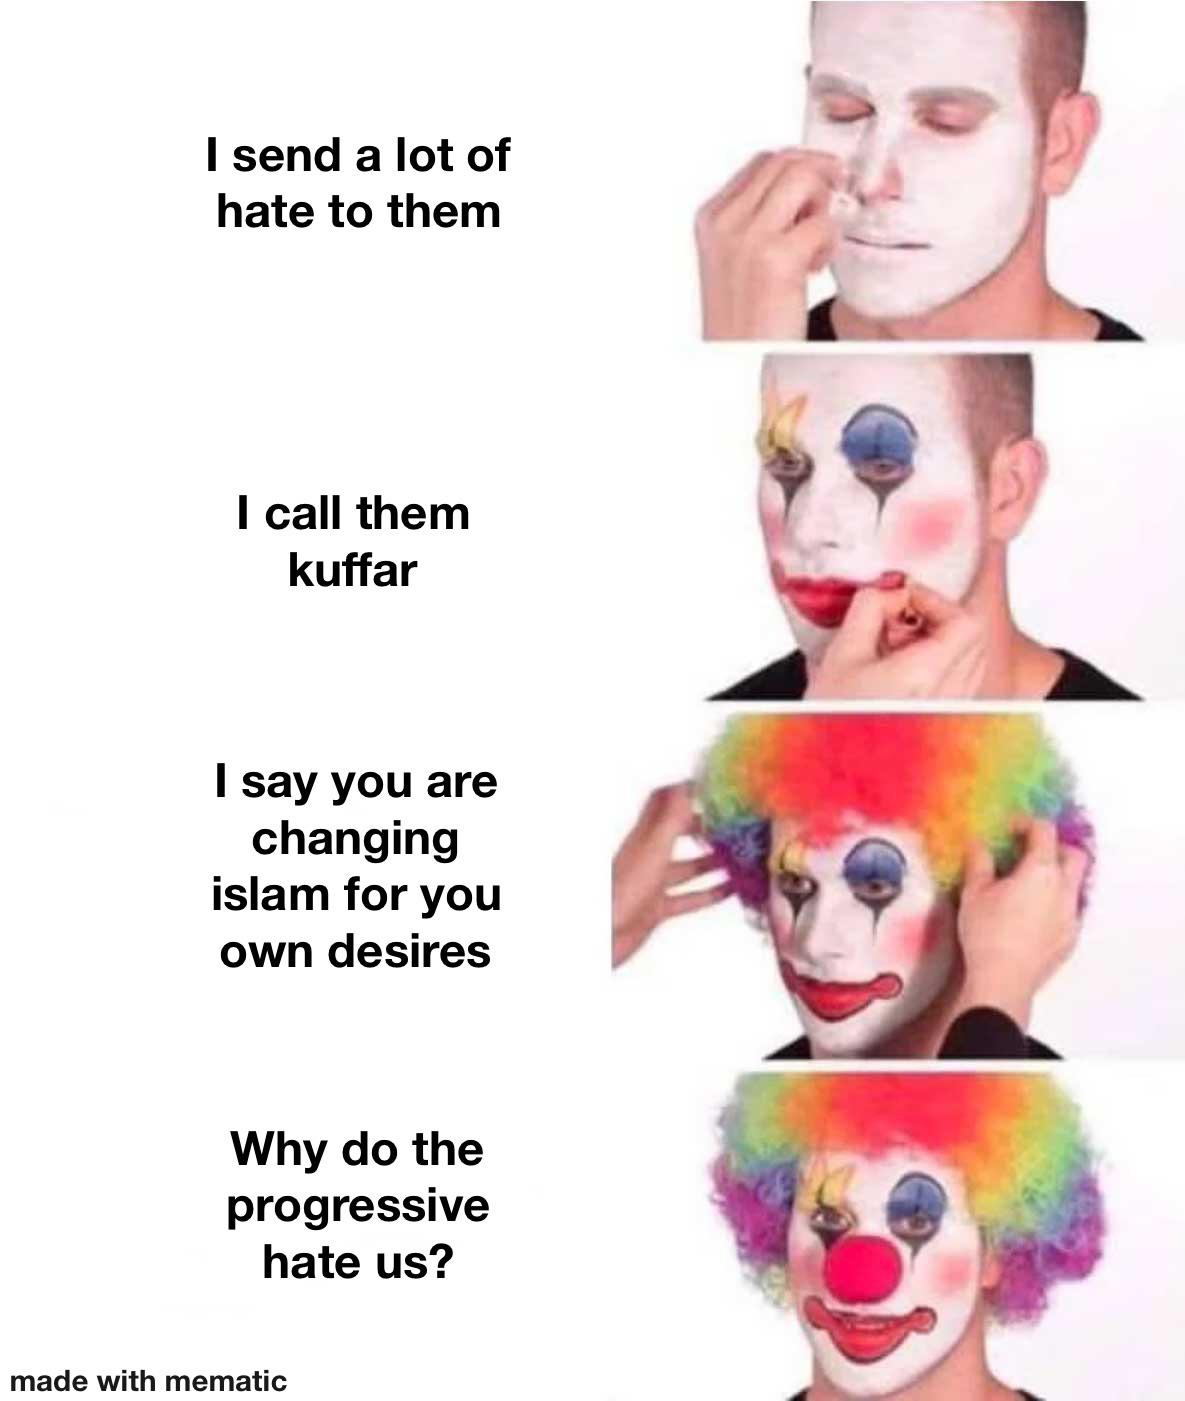 I send a lot of
hate to them
I call them
kuffar
I say you are
changing
islam for you
own desires
Why do the
progressive
hate us?
made with mematic